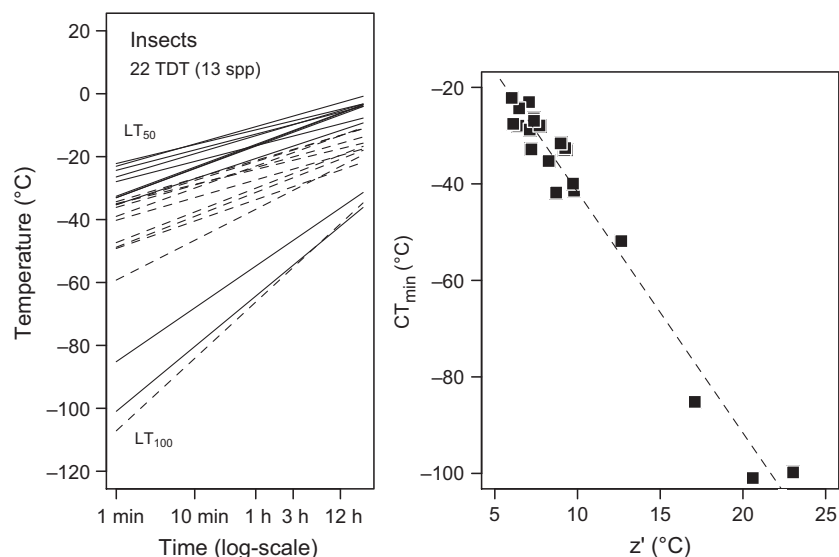 20
0
–20
–40
–60
–80
–100
–120
Temperature (°C)
Insects
22 TDT (13 spp)
LT50
LT100
1 min
10 min
1 h
3 h
12 h
Time (log-scale)
–20
–40
–60
–80
–100
CTmin (°C)
5
10
15
20
25
z' (°C)